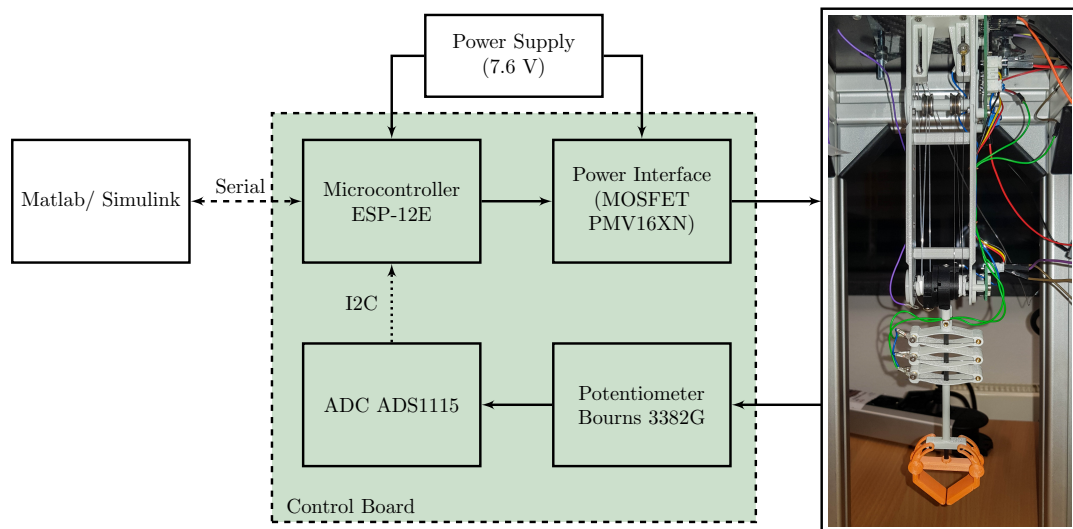 Power Supply
(7.6 V)
Matlab/ Simulink
Serial
Microcontroller
ESP-12E
Power Interface
(MOSFET
PMV16XN)
I2C
ADC ADS1115
Potentiometer
Bourns 3382G
Control Board